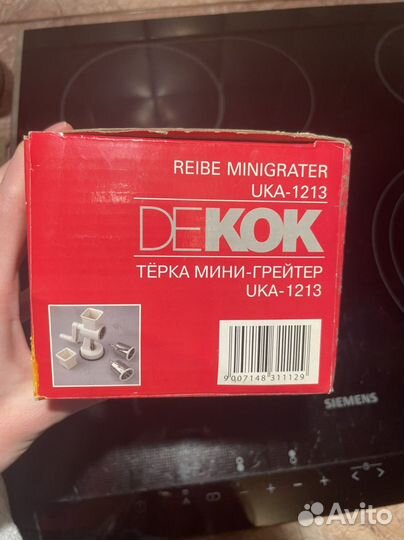 REIBE MINIGRATER
UKA-1213
DEKOK
ТЁРКА МИНИ-ГРЕЙТЕР
UKA-1213
9007148 311129
SIEMENS
Avito